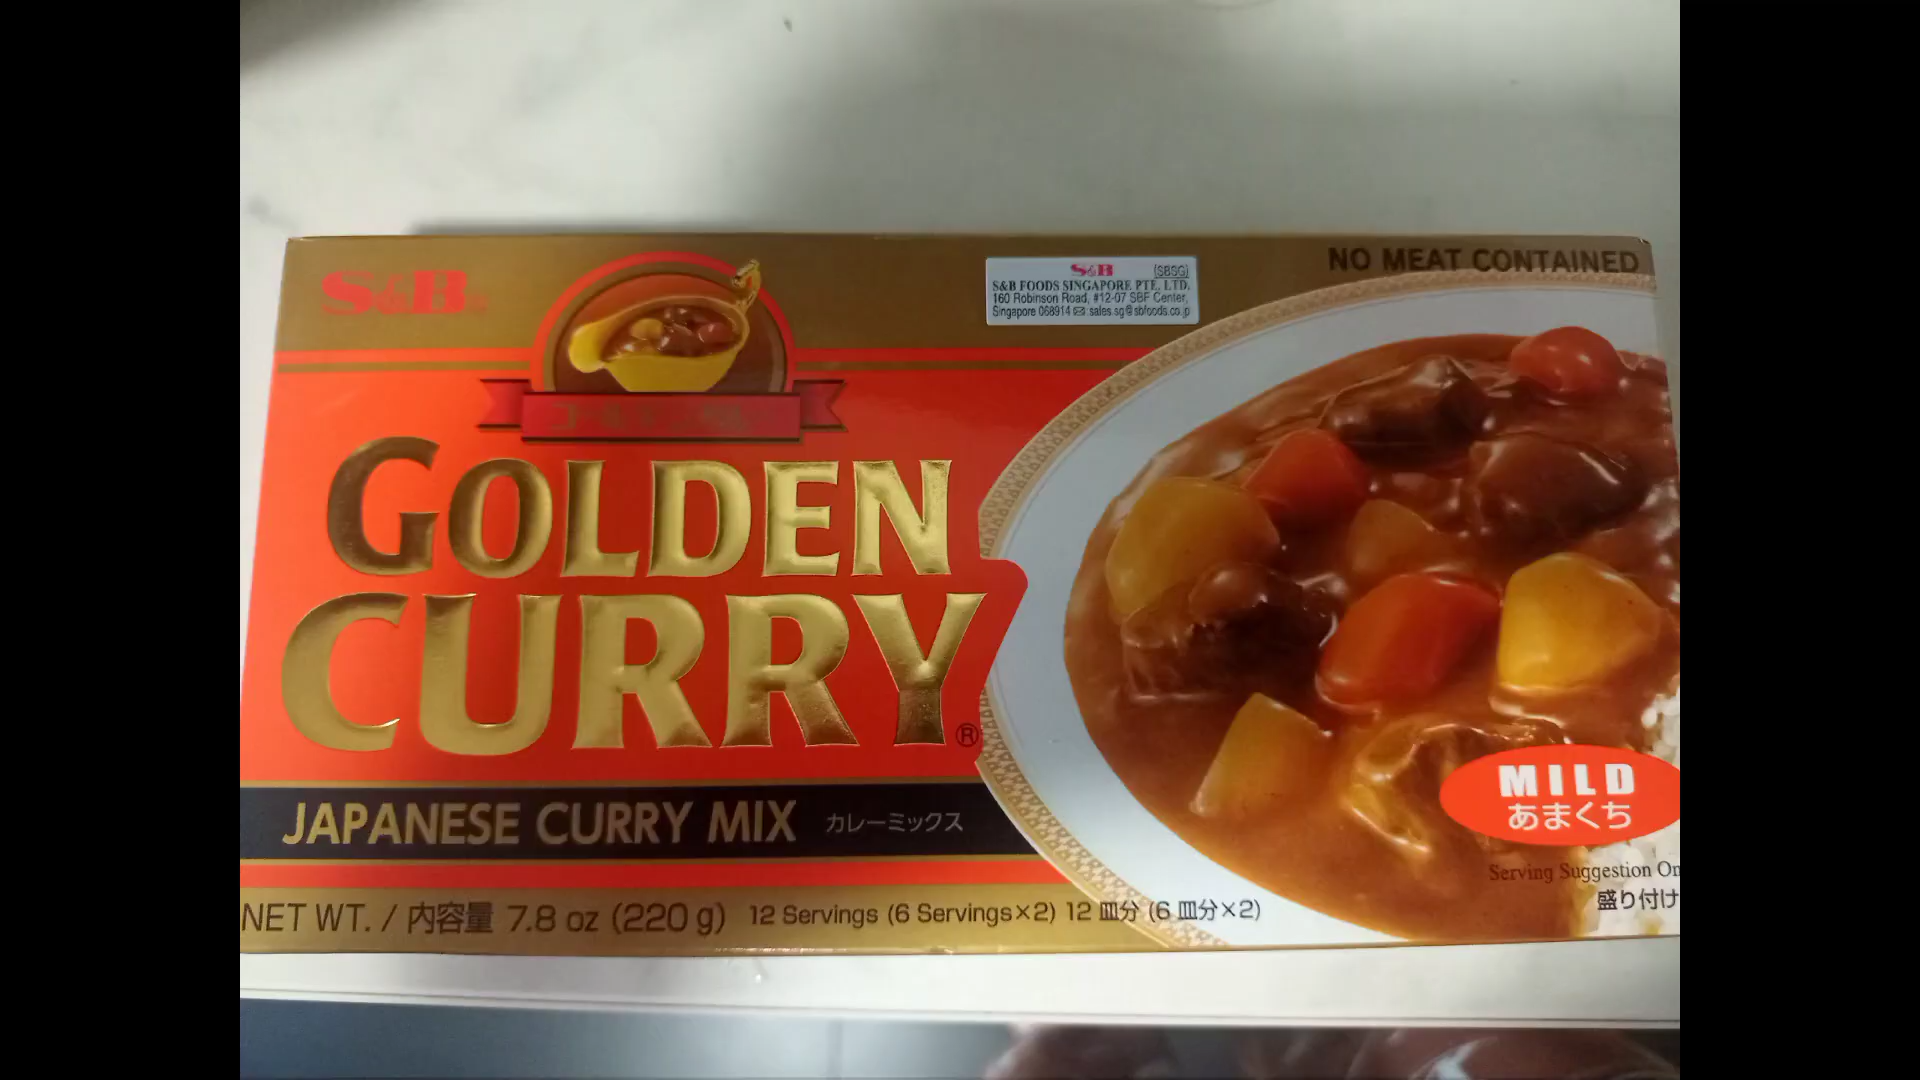 S&B
NO MEAT CONTAINED
S&B (SBSG)
S&B FOODS SINGAPORE PTE. LTD.
160 Robinson Road, #12-07 SBF Center,
Singapore 068914 ✉ sales.sg@sbfoods.co.jp
GOLDEN
CURRY®
JAPANESE CURRY MIX カレーミックス
MILD
あまくち
Serving Suggestion
盛り付け
NET WT. / 内容量 7.8 oz (220 g) 12 Servings (6 Servings×2) 12 皿分 (6 皿分×2)